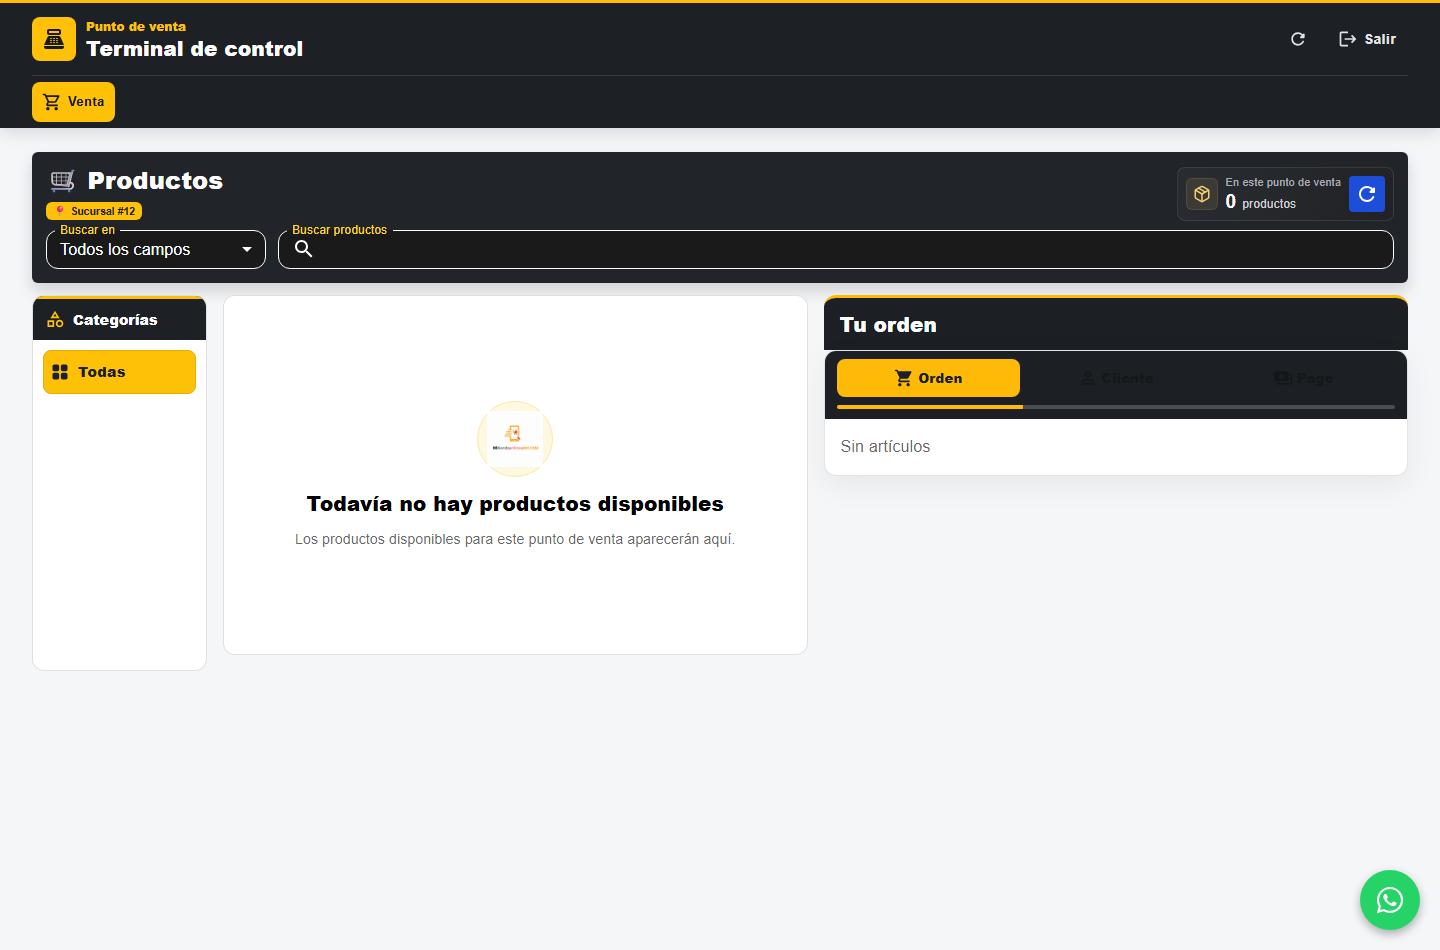 Punto de venta
Terminal de control
Salir
Venta
Productos
Sucursal #12
En este punto de venta
0 productos
Buscar en
Todos los campos
Buscar productos
Categorías
Todas
Todavía no hay productos disponibles
Los productos disponibles para este punto de venta aparecerán aquí.
Tu orden
Orden
Cliente
Pago
Sin artículos